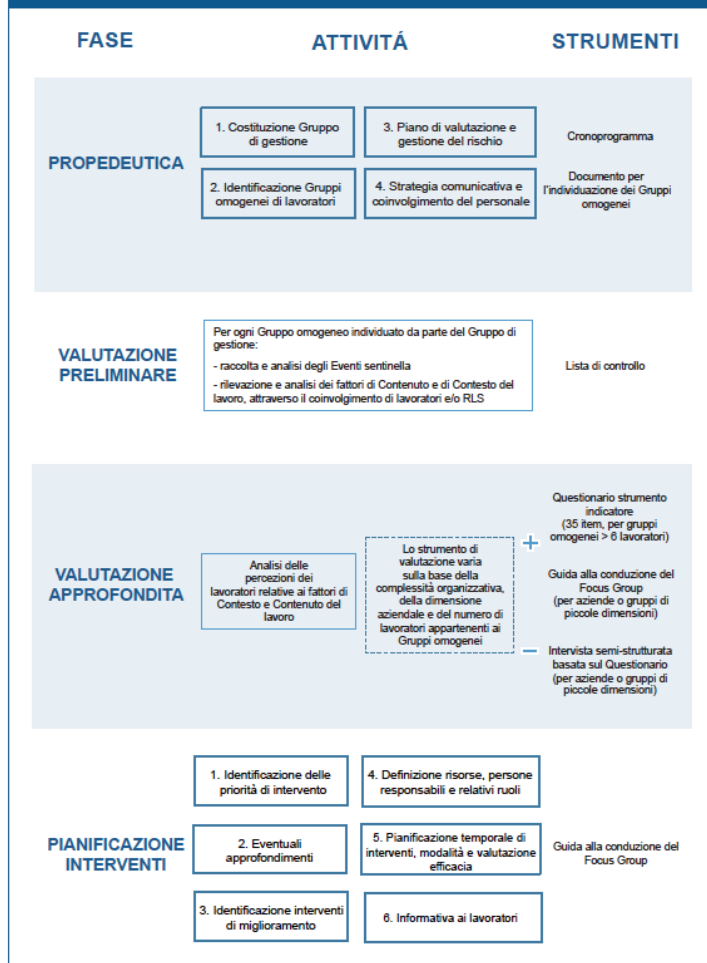 FASE
ATTIVITÁ
STRUMENTI
PROPEDEUTICA
1. Costituzione Gruppo
di gestione
3. Piano di valutazione e
gestione del rischio
2. Identificazione Gruppi
omogenei di lavoratori
4. Strategia comunicativa e
coinvolgimento del personale
Cronoprogramma
Documento per
l'individuazione dei Gruppi
omogenei
VALUTAZIONE
PRELIMINARE
Per ogni Gruppo omogeneo individuato da parte del Gruppo di
gestione:
- raccolta e analisi degli Eventi sentinella
- rilevazione e analisi dei fattori di Contenuto e di Contesto del
lavoro, attraverso il coinvolgimento di lavoratori e/o RLS
Lista di controllo
VALUTAZIONE
APPROFONDITA
Analisi delle
percezioni dei
lavoratori relative ai fattori di
Contesto e Contenuto del
lavoro
Lo strumento di
valutazione varia
sulla base della
complessità organizzativa,
della dimensione
aziendale e del numero di
lavoratori appartenenti ai
Gruppi omogenei
+
Questionario strumento
indicatore
(35 item, per gruppi
omogenei > 6 lavoratori)
Guida alla conduzione del
Focus Group
(per aziende o gruppi di
piccole dimensioni)
−
Intervista semi-strutturata
basata sul Questionario
(per aziende o gruppi di
piccole dimensioni)
PIANIFICAZIONE
INTERVENTI
1. Identificazione delle
priorità di intervento
4. Definizione risorse, persone
responsabili e relativi ruoli
2. Eventuali
approfondimenti
5. Pianificazione temporale di
interventi, modalità e valutazione
efficacia
3. Identificazione interventi
di miglioramento
6. Informativa ai lavoratori
Guida alla conduzione del
Focus Group